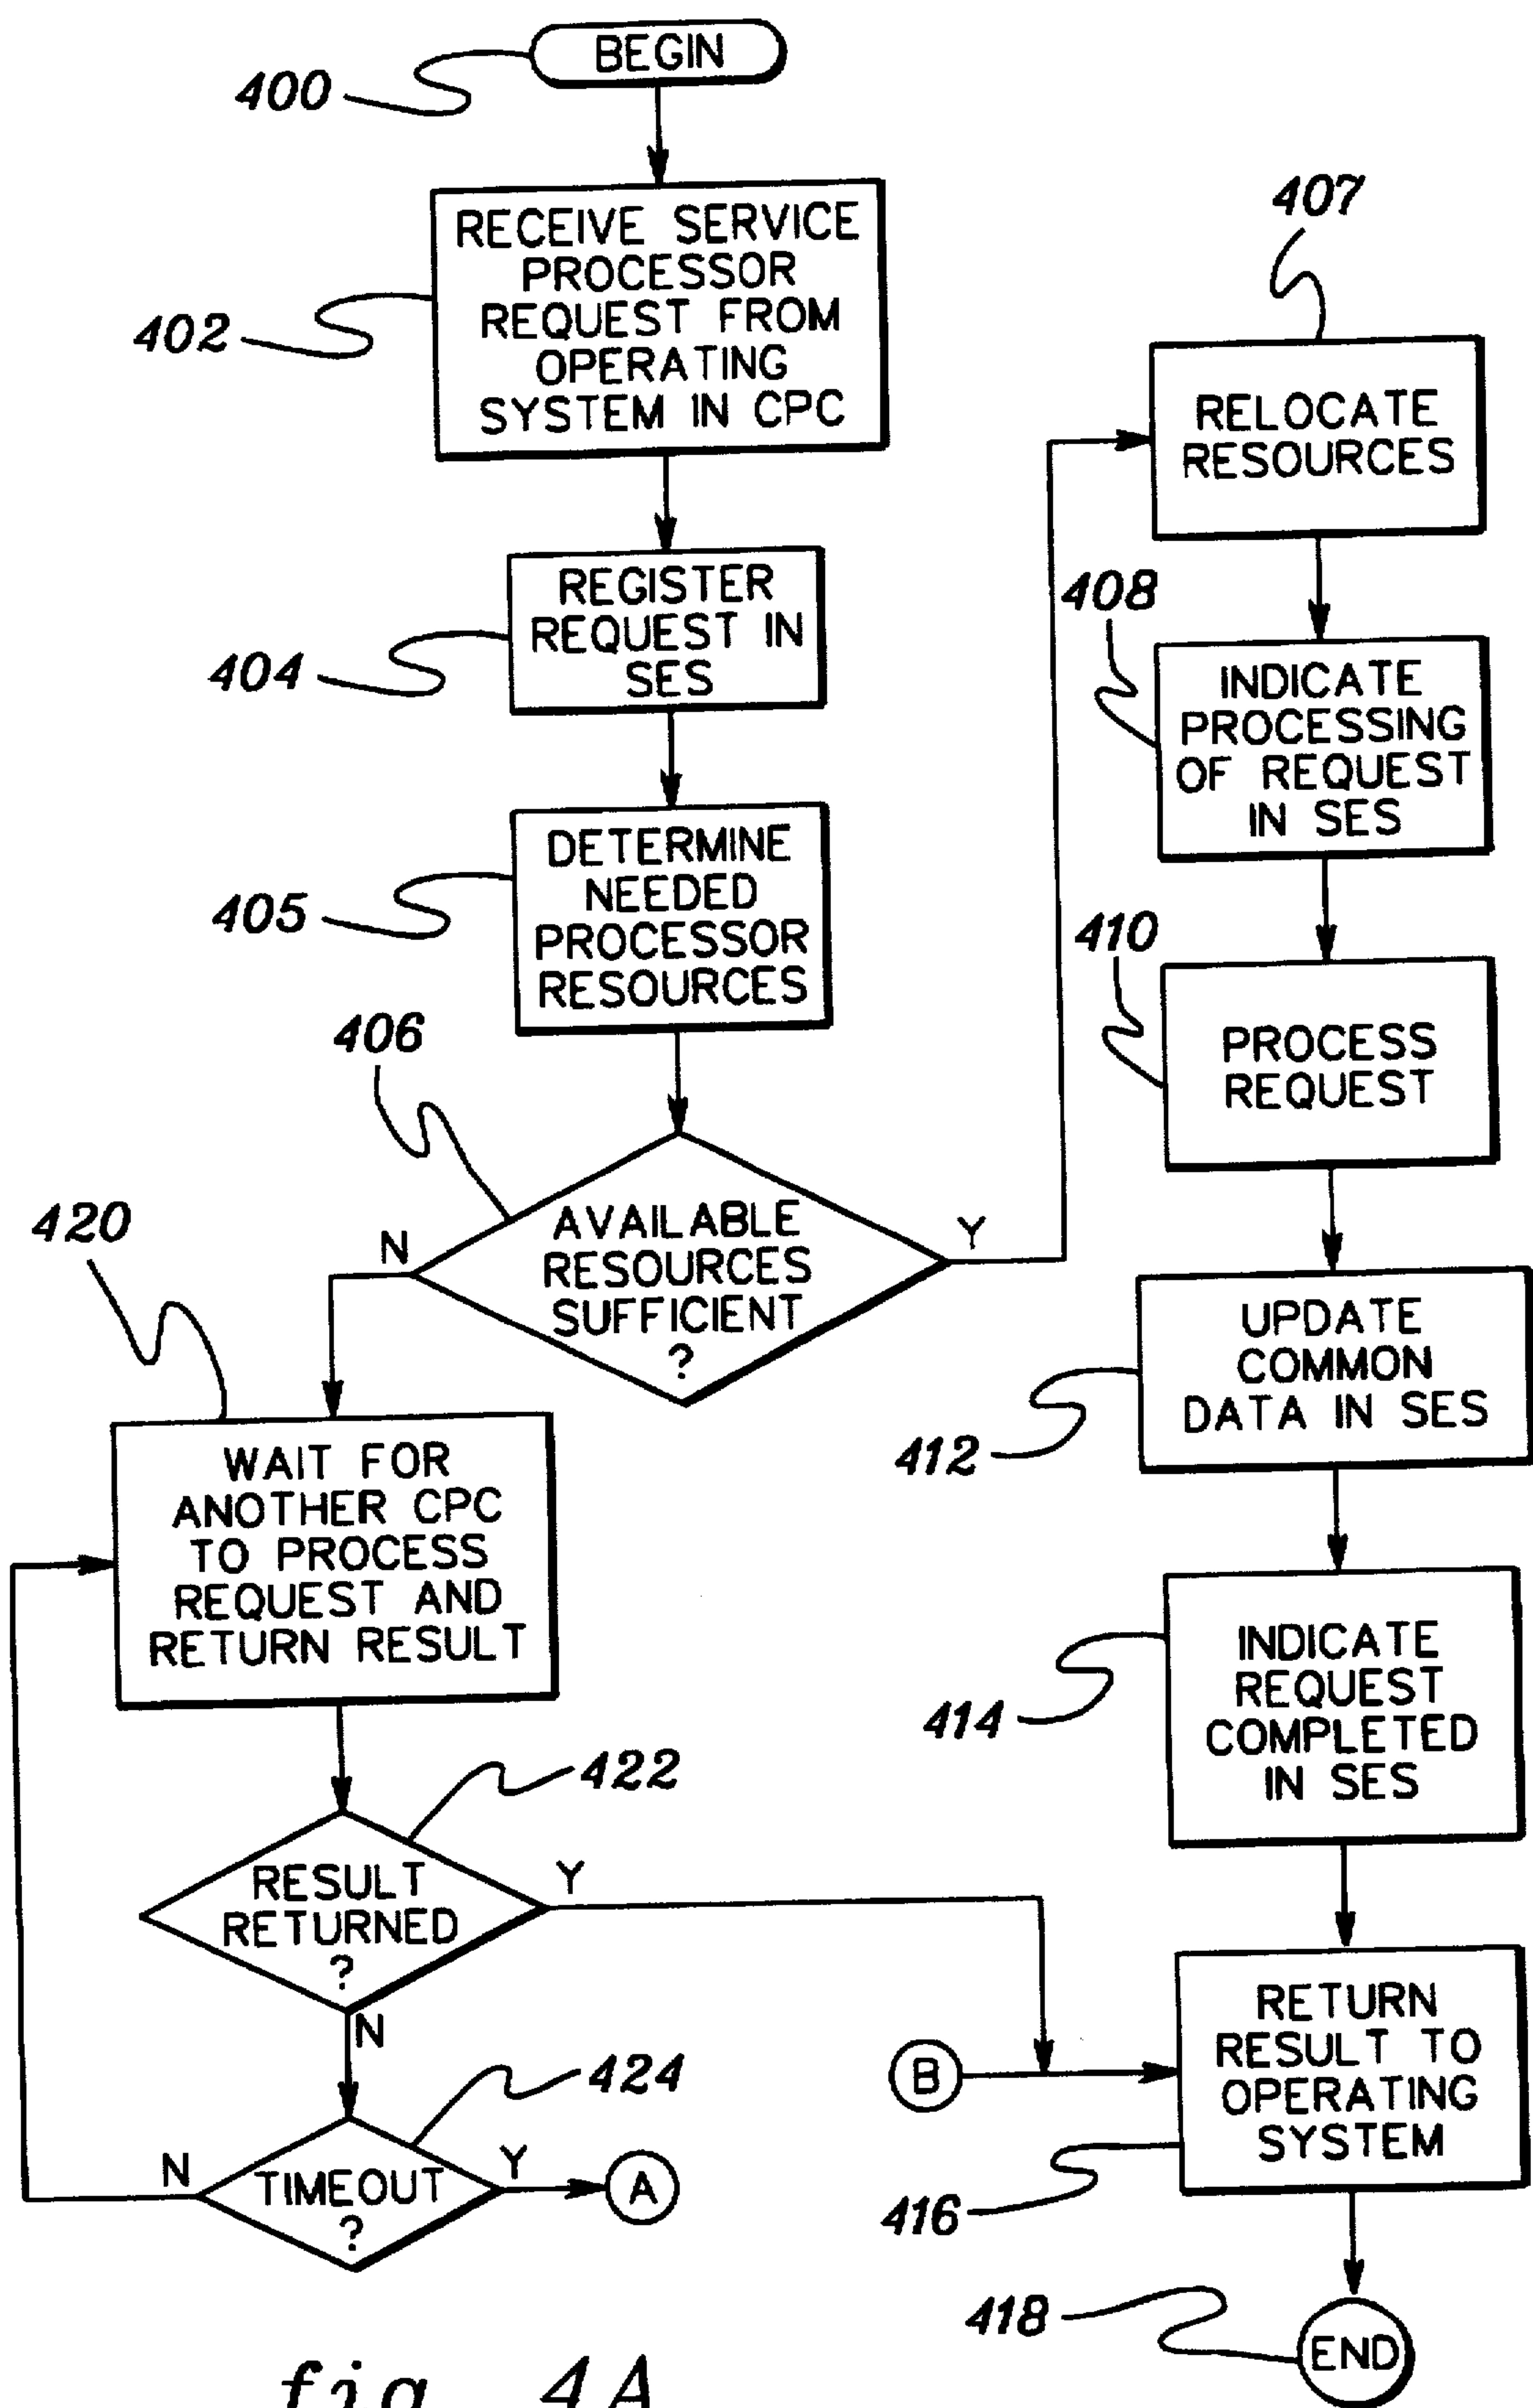 BEGIN
400
RECEIVE SERVICE
PROCESSOR
REQUEST FROM
OPERATING
SYSTEM IN CPC
402
REGISTER
REQUEST IN
SES
404
DETERMINE
NEEDED
PROCESSOR
RESOURCES
405
406
AVAILABLE
RESOURCES
SUFFICIENT
?
N
Y
407
RELOCATE
RESOURCES
408
INDICATE
PROCESSING
OF REQUEST
IN SES
410
PROCESS
REQUEST
UPDATE
COMMON
DATA IN SES
412
INDICATE
REQUEST
COMPLETED
IN SES
414
420
WAIT FOR
ANOTHER CPC
TO PROCESS
REQUEST AND
RETURN RESULT
422
RESULT
RETURNED
?
Y
N
424
TIMEOUT
?
N
Y
A
B
RETURN
RESULT TO
OPERATING
SYSTEM
416
418
END
fig. 4A